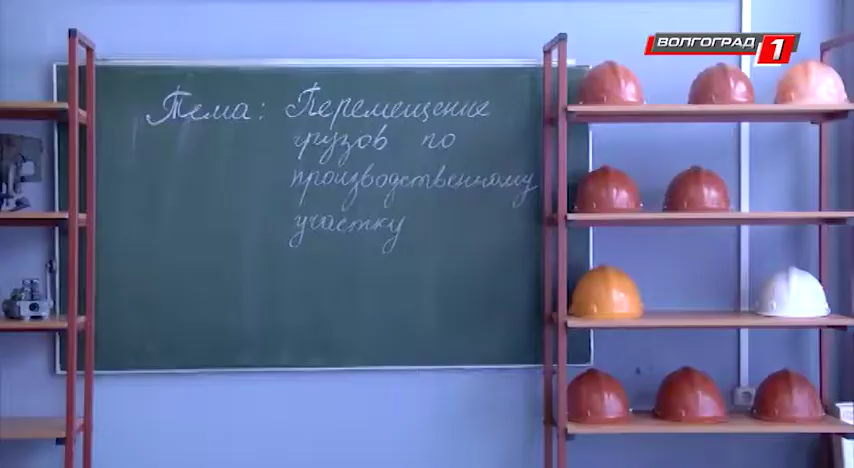 ВОЛГОГРАД 1
Тема: Перемещение
грузов по
производственному
участку